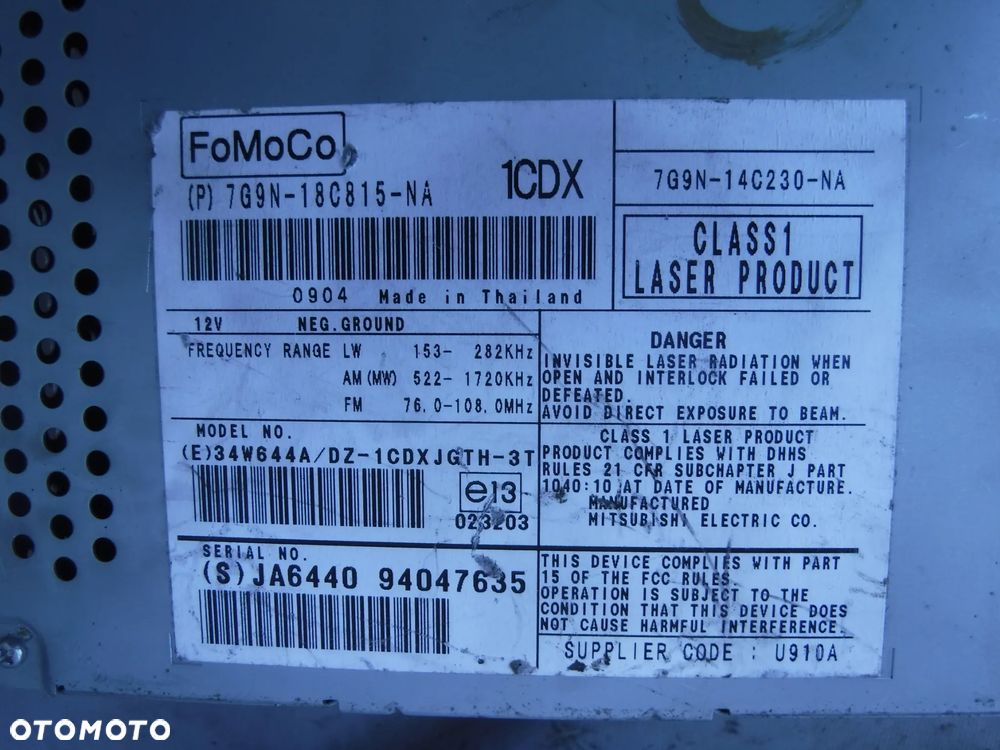 FoMoCo
1CDX
(P) 7G9N-18C815-NA
0904 Made in Thailand
7G9N-14C230-NA
CLASS1
LASER PRODUCT
12V NEG.GROUND
FREQUENCY RANGE LW 153- 282KHz
AM(MW) 522- 1720KHz
FM 76.0-108.0MHz
DANGER
INVISIBLE LASER RADIATION WHEN
OPEN AND INTERLOCK FAILED OR
DEFEATED.
AVOID DIRECT EXPOSURE TO BEAM.
MODEL NO.
(E)34W644A/DZ-1CDXJGTH-3T
e13
023203
CLASS 1 LASER PRODUCT
PRODUCT COMPLIES WITH DHHS
RULES 21 CFR SUBCHAPTER J PART
1040:10 AT DATE OF MANUFACTURE.
MANUFACTURED
MITSUBISHI ELECTRIC CO.
SERIAL NO.
(S)JA6440 94047635
THIS DEVICE COMPLIES WITH PART
15 OF THE FCC RULES
OPERATION IS SUBJECT TO THE
CONDITION THAT THIS DEVICE DOES
NOT CAUSE HARMFUL INTERFERENCE.
SUPPLIER CODE : U910A
OTOMOTO